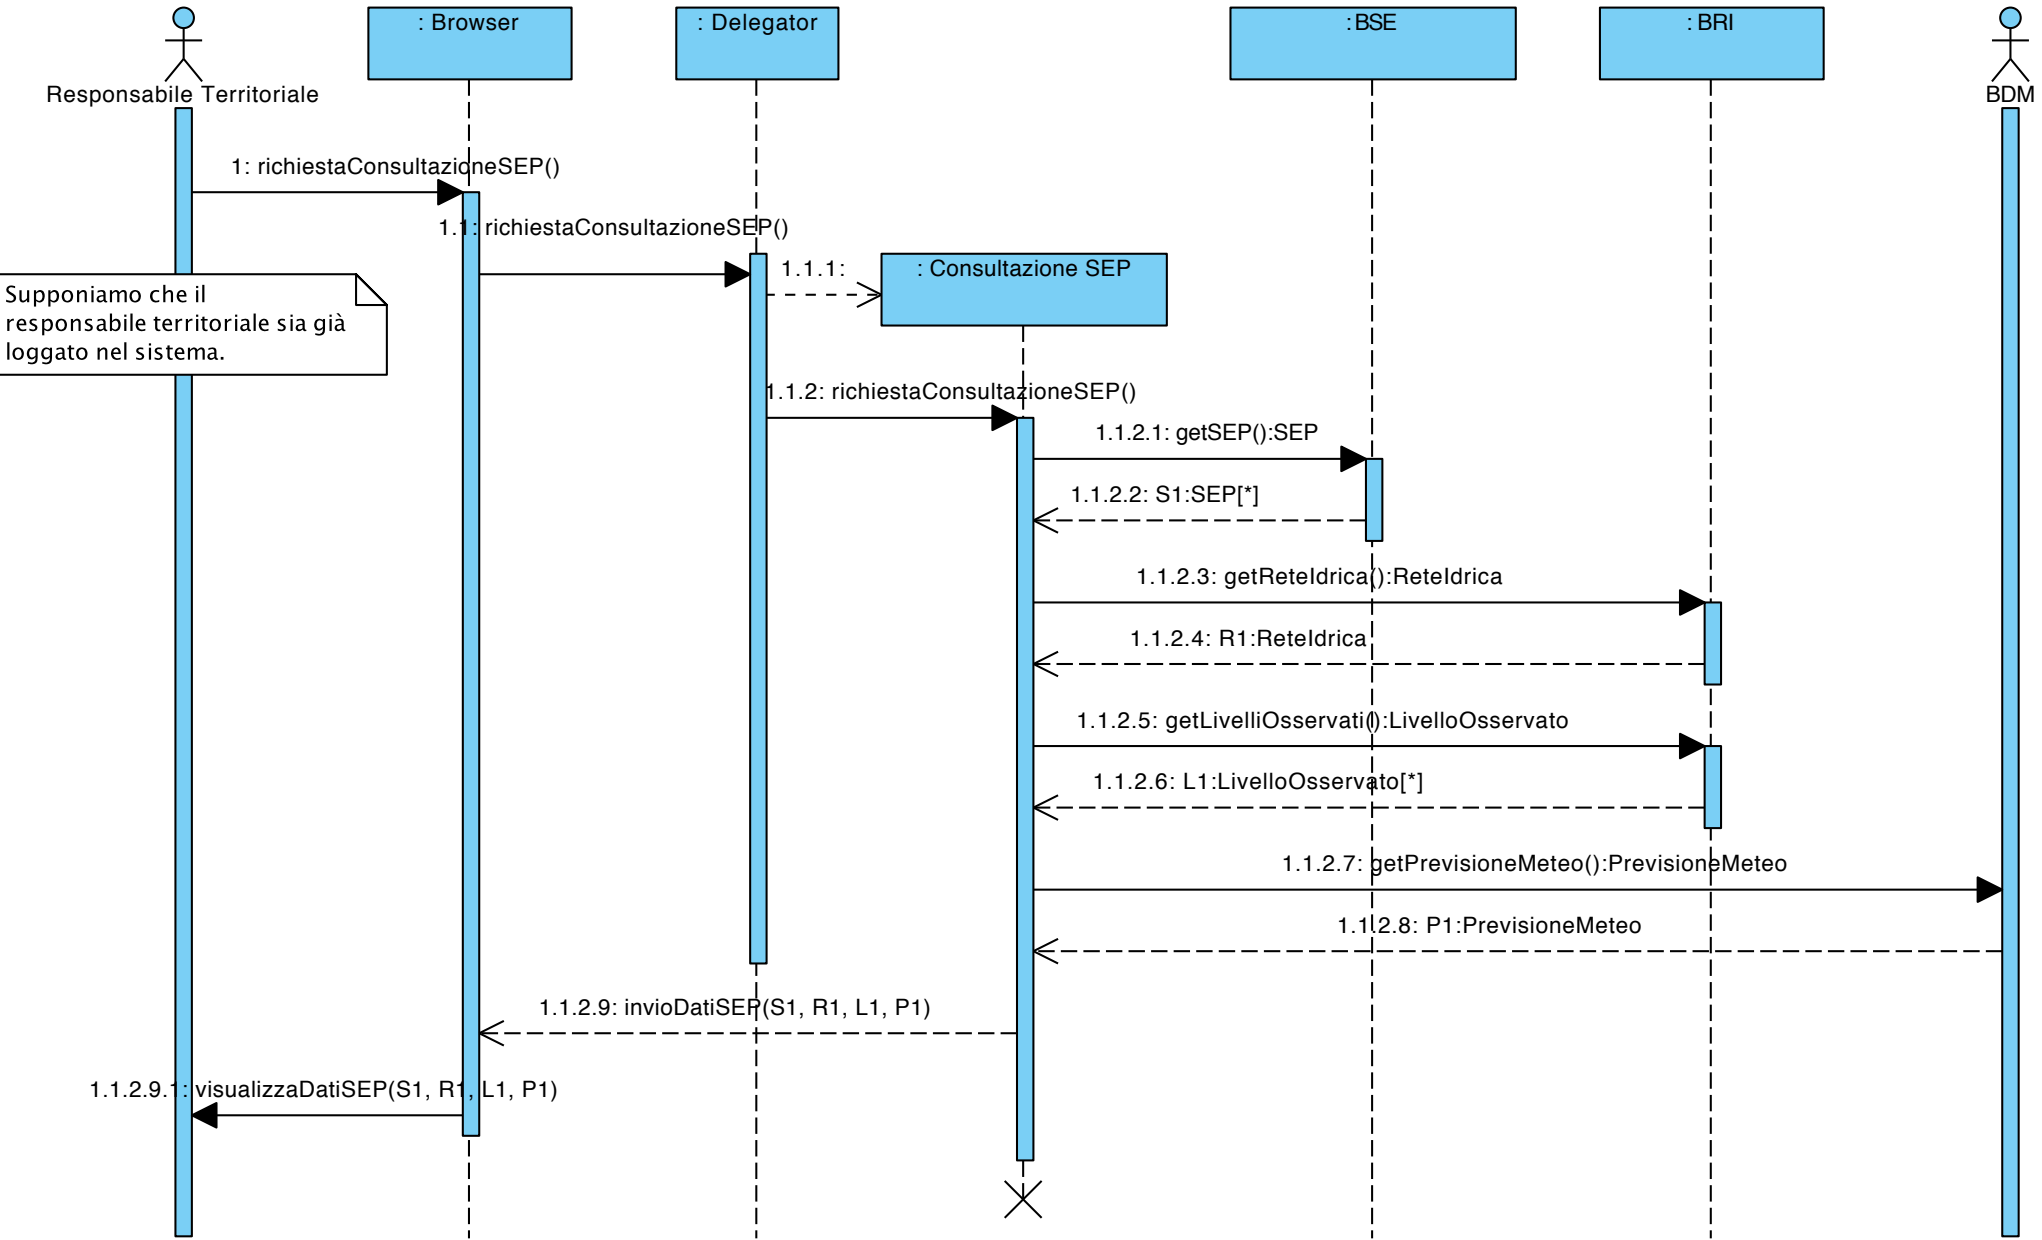 : Browser
: Delegator
:BSE
: BRI
Responsabile Territoriale
BDM
1: richiestaConsultazioneSEP()
1.1: richiestaConsultazioneSEP()
1.1.1:
: Consultazione SEP
Supponiamo che il
responsabile territoriale sia già
loggato nel sistema.
1.1.2: richiestaConsultazioneSEP()
1.1.2.1: getSEP():SEP
1.1.2.2: S1:SEP[*]
1.1.2.3: getReteIdrica():ReteIdrica
1.1.2.4: R1:ReteIdrica
1.1.2.5: getLivelliOsservati():LivelloOsservato
1.1.2.6: L1:LivelloOsservato[*]
1.1.2.7: getPrevisioneMeteo():PrevisioneMeteo
1.1.2.8: P1:PrevisioneMeteo
1.1.2.9: invioDatiSEP(S1, R1, L1, P1)
1.1.2.9.1: visualizzaDatiSEP(S1, R1, L1, P1)